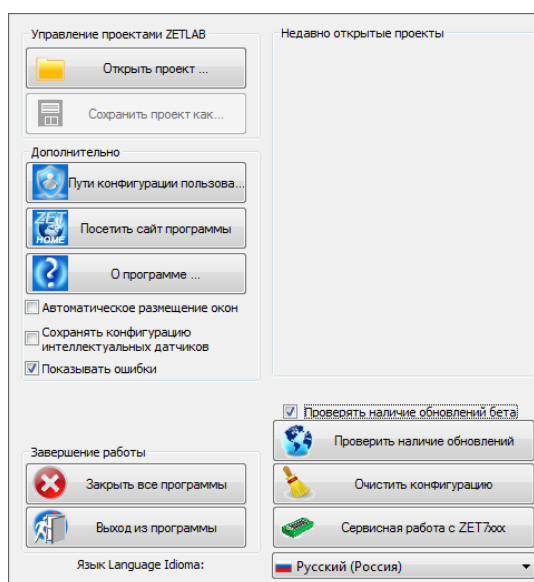 Управление проектами ZETLAB
Открыть проект ...
Сохранить проект как...
Дополнительно
Пути конфигурации пользова...
ZET
HOME
Посетить сайт программы
О программе ...
Автоматическое размещение окон
Сохранять конфигурацию
интеллектуальных датчиков
Показывать ошибки
Завершение работы
Закрыть все программы
Выход из программы
Язык Language Idioma:
Недавно открытые проекты
Проверять наличие обновлений бета
Проверить наличие обновлений
Очистить конфигурацию
Сервисная работа с ZET7xxx
Русский (Россия)